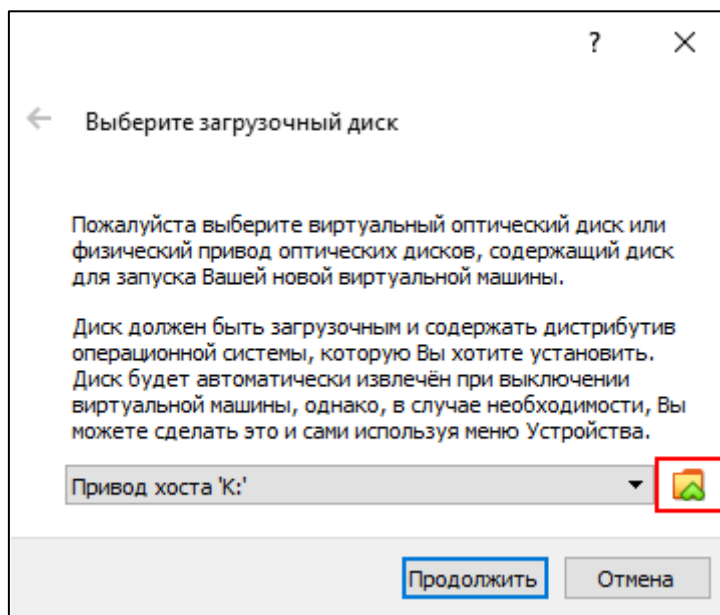 ?
Выберите загрузочный диск
Пожалуйста выберите виртуальный оптический диск или
физический привод оптических дисков, содержащий диск
для запуска Вашей новой виртуальной машины.
Диск должен быть загрузочным и содержать дистрибутив
операционной системы, которую Вы хотите установить.
Диск будет автоматически извлечён при выключении
виртуальной машины, однако, в случае необходимости, Вы
можете сделать это и сами используя меню Устройства.
Привод хоста 'K:'
Продолжить Отмена